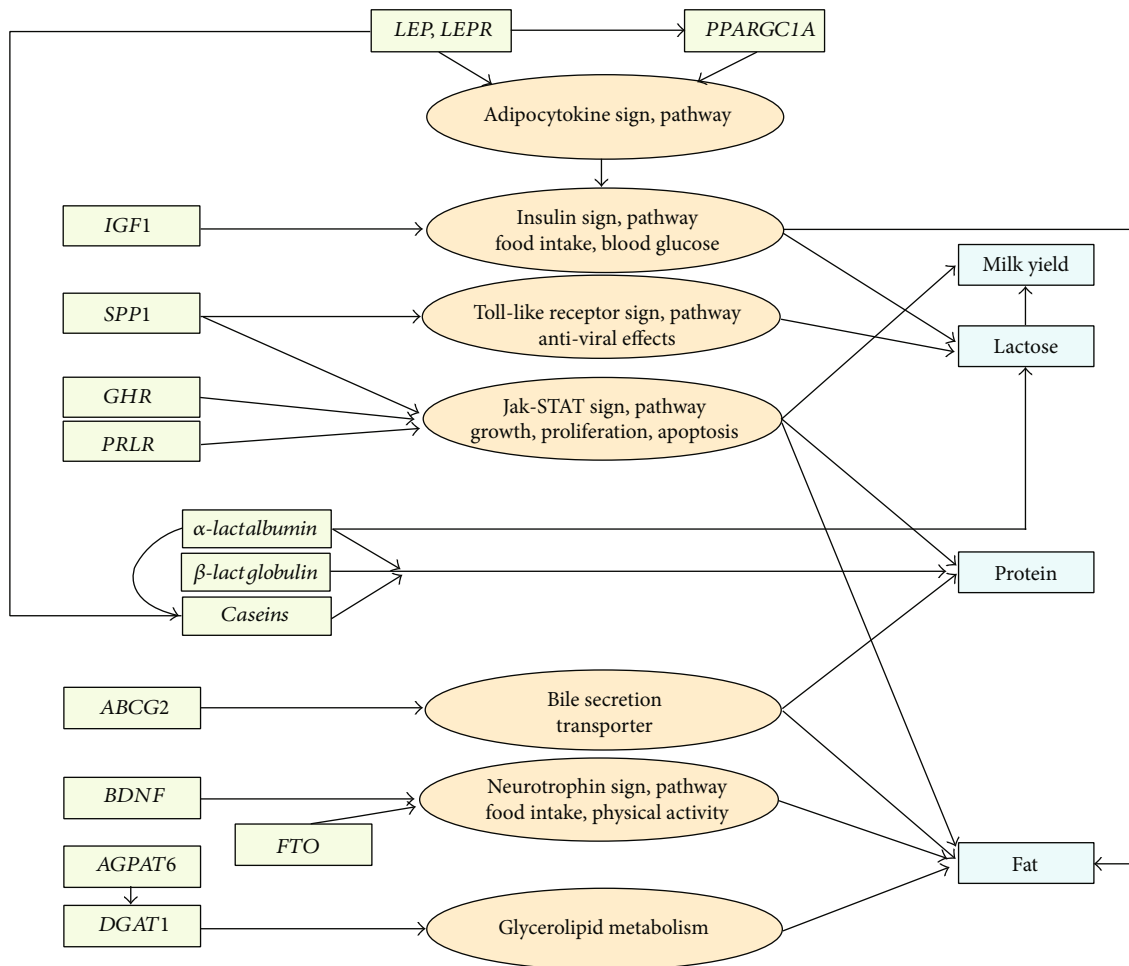 LEP, LEPR
PPARGC1A
Adipocytokine sign, pathway
IGF1
Insulin sign, pathway
food intake, blood glucose
Milk yield
SPP1
Toll-like receptor sign, pathway
anti-viral effects
Lactose
GHR
Jak-STAT sign, pathway
growth, proliferation, apoptosis
PRLR
α-lactalbumin
β-lactglobulin
Protein
Caseins
ABCG2
Bile secretion
transporter
BDNF
Neurotrophin sign, pathway
food intake, physical activity
FTO
AGPAT6
Fat
DGAT1
Glycerolipid metabolism